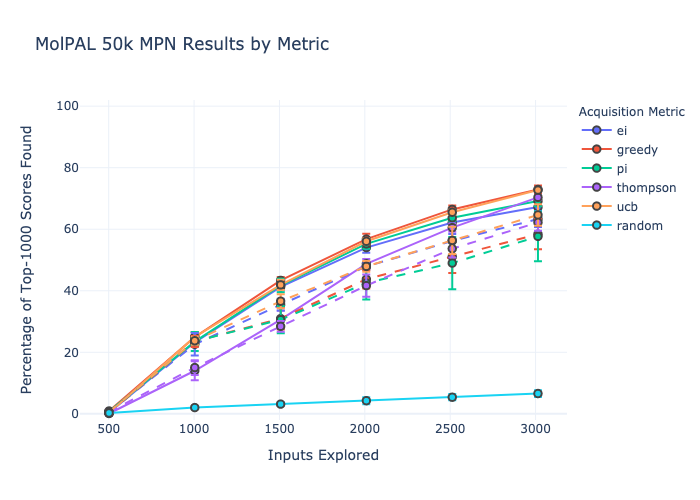 MolPAL 50k MPN Results by Metric
Percentage of Top-1000 Scores Found
100
80
60
40
20
0
500
1000
1500
2000
2500
3000
Inputs Explored
Acquisition Metric
ei
greedy
pi
thompson
ucb
random